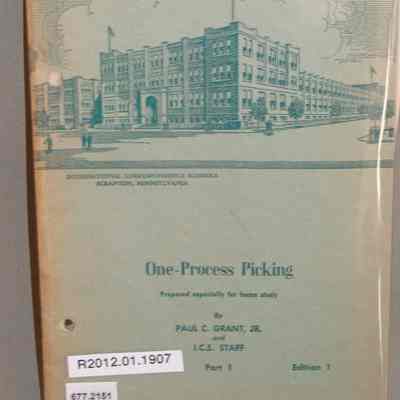 INTERNATIONAL CORRESPONDENCE SCHOOLS
SCRANTON, PENNSYLVANIA
One-Process Picking
Prepared especially for home study
By
PAUL C. GRANT, JR.
and
I.C.S. STAFF
Part 1 Edition 1
R2012.01.1907
677.2151